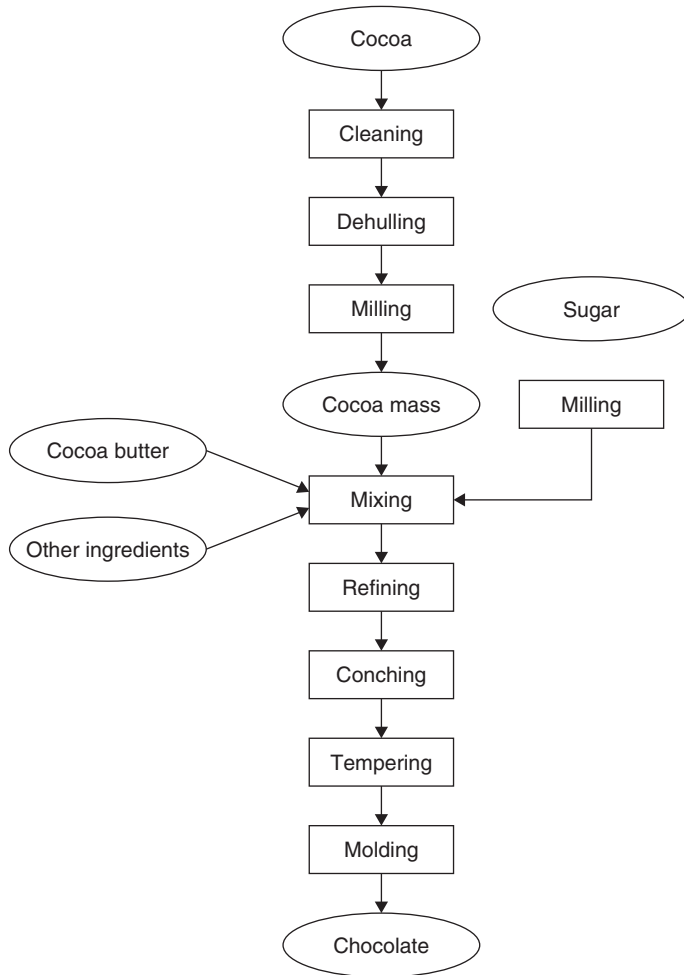 Cocoa
Cleaning
Dehulling
Milling
Sugar
Cocoa mass
Milling
Cocoa butter
Mixing
Other ingredients
Refining
Conching
Tempering
Molding
Chocolate